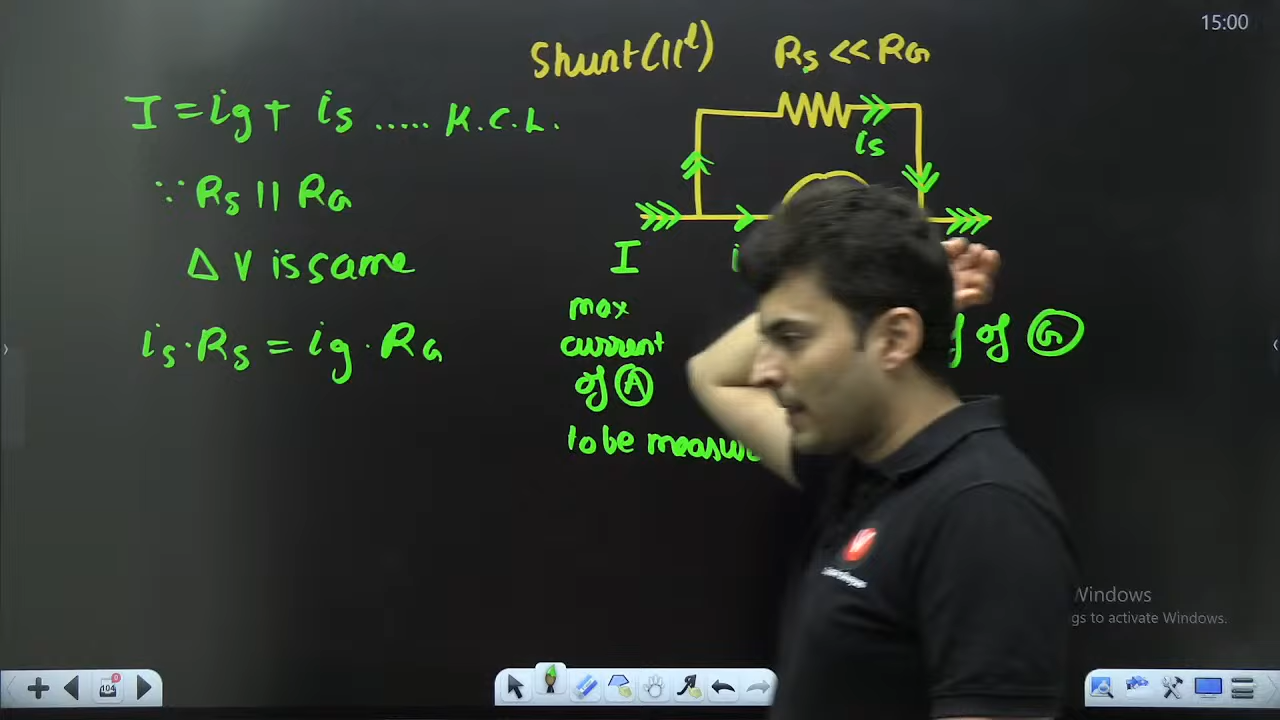 15:00
Shunt (||l) Rs << RG
I = ig + is ..... K.C.L.
is
∵ Rs || RG
I i
Δ V is same
max
current
of A
of G
is · Rs = ig · RG
to be measure
Windows
gs to activate Windows.
104